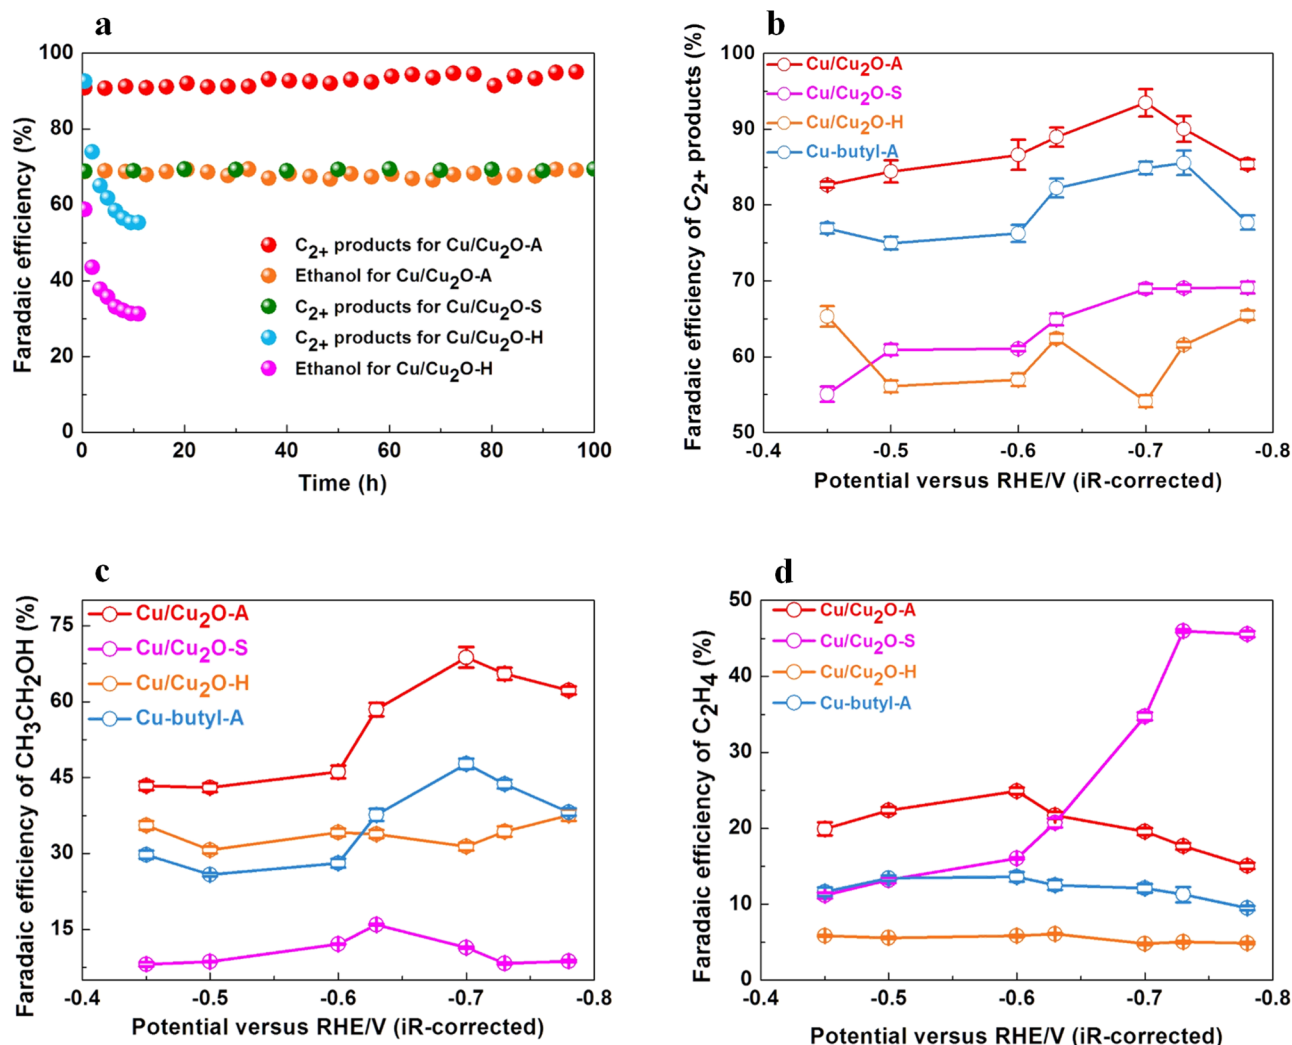 a
Faradaic efficiency (%)
100
80
60
40
20
0
0
20
40
60
80
100
Time (h)
C2+ products for Cu/Cu2O-A
Ethanol for Cu/Cu2O-A
C2+ products for Cu/Cu2O-S
C2+ products for Cu/Cu2O-H
Ethanol for Cu/Cu2O-H
b
Faradaic efficiency of C2+ products (%)
100
90
80
70
60
50
-0.4
-0.5
-0.6
-0.7
-0.8
Potential versus RHE/V (iR-corrected)
Cu/Cu2O-A
Cu/Cu2O-S
Cu/Cu2O-H
Cu-butyl-A
c
Faradaic efficiency of CH3CH2OH (%)
75
60
45
30
15
-0.4
-0.5
-0.6
-0.7
-0.8
Potential versus RHE/V (iR-corrected)
Cu/Cu2O-A
Cu/Cu2O-S
Cu/Cu2O-H
Cu-butyl-A
d
Faradaic efficiency of C2H4 (%)
50
40
30
20
10
0
-0.4
-0.5
-0.6
-0.7
-0.8
Potential versus RHE/V (iR-corrected)
Cu/Cu2O-A
Cu/Cu2O-S
Cu/Cu2O-H
Cu-butyl-A